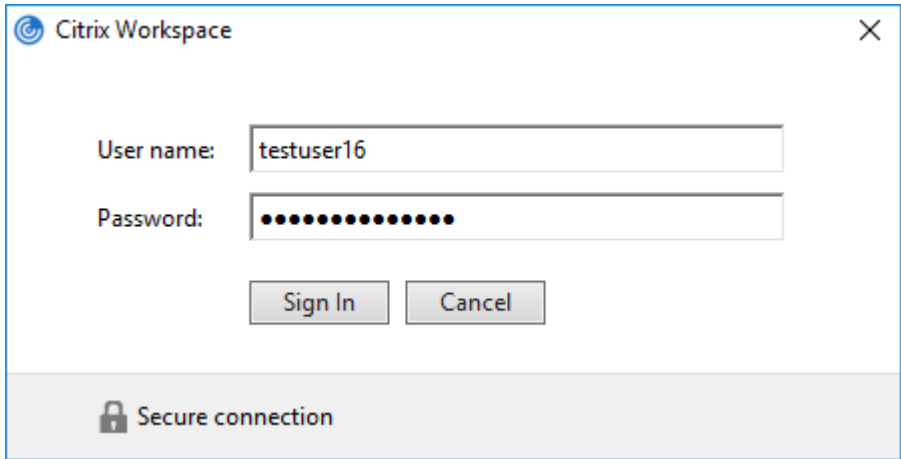 Citrix Workspace
User name: testuser16
Password: ●●●●●●●●●●●●●●
Sign In Cancel
Secure connection